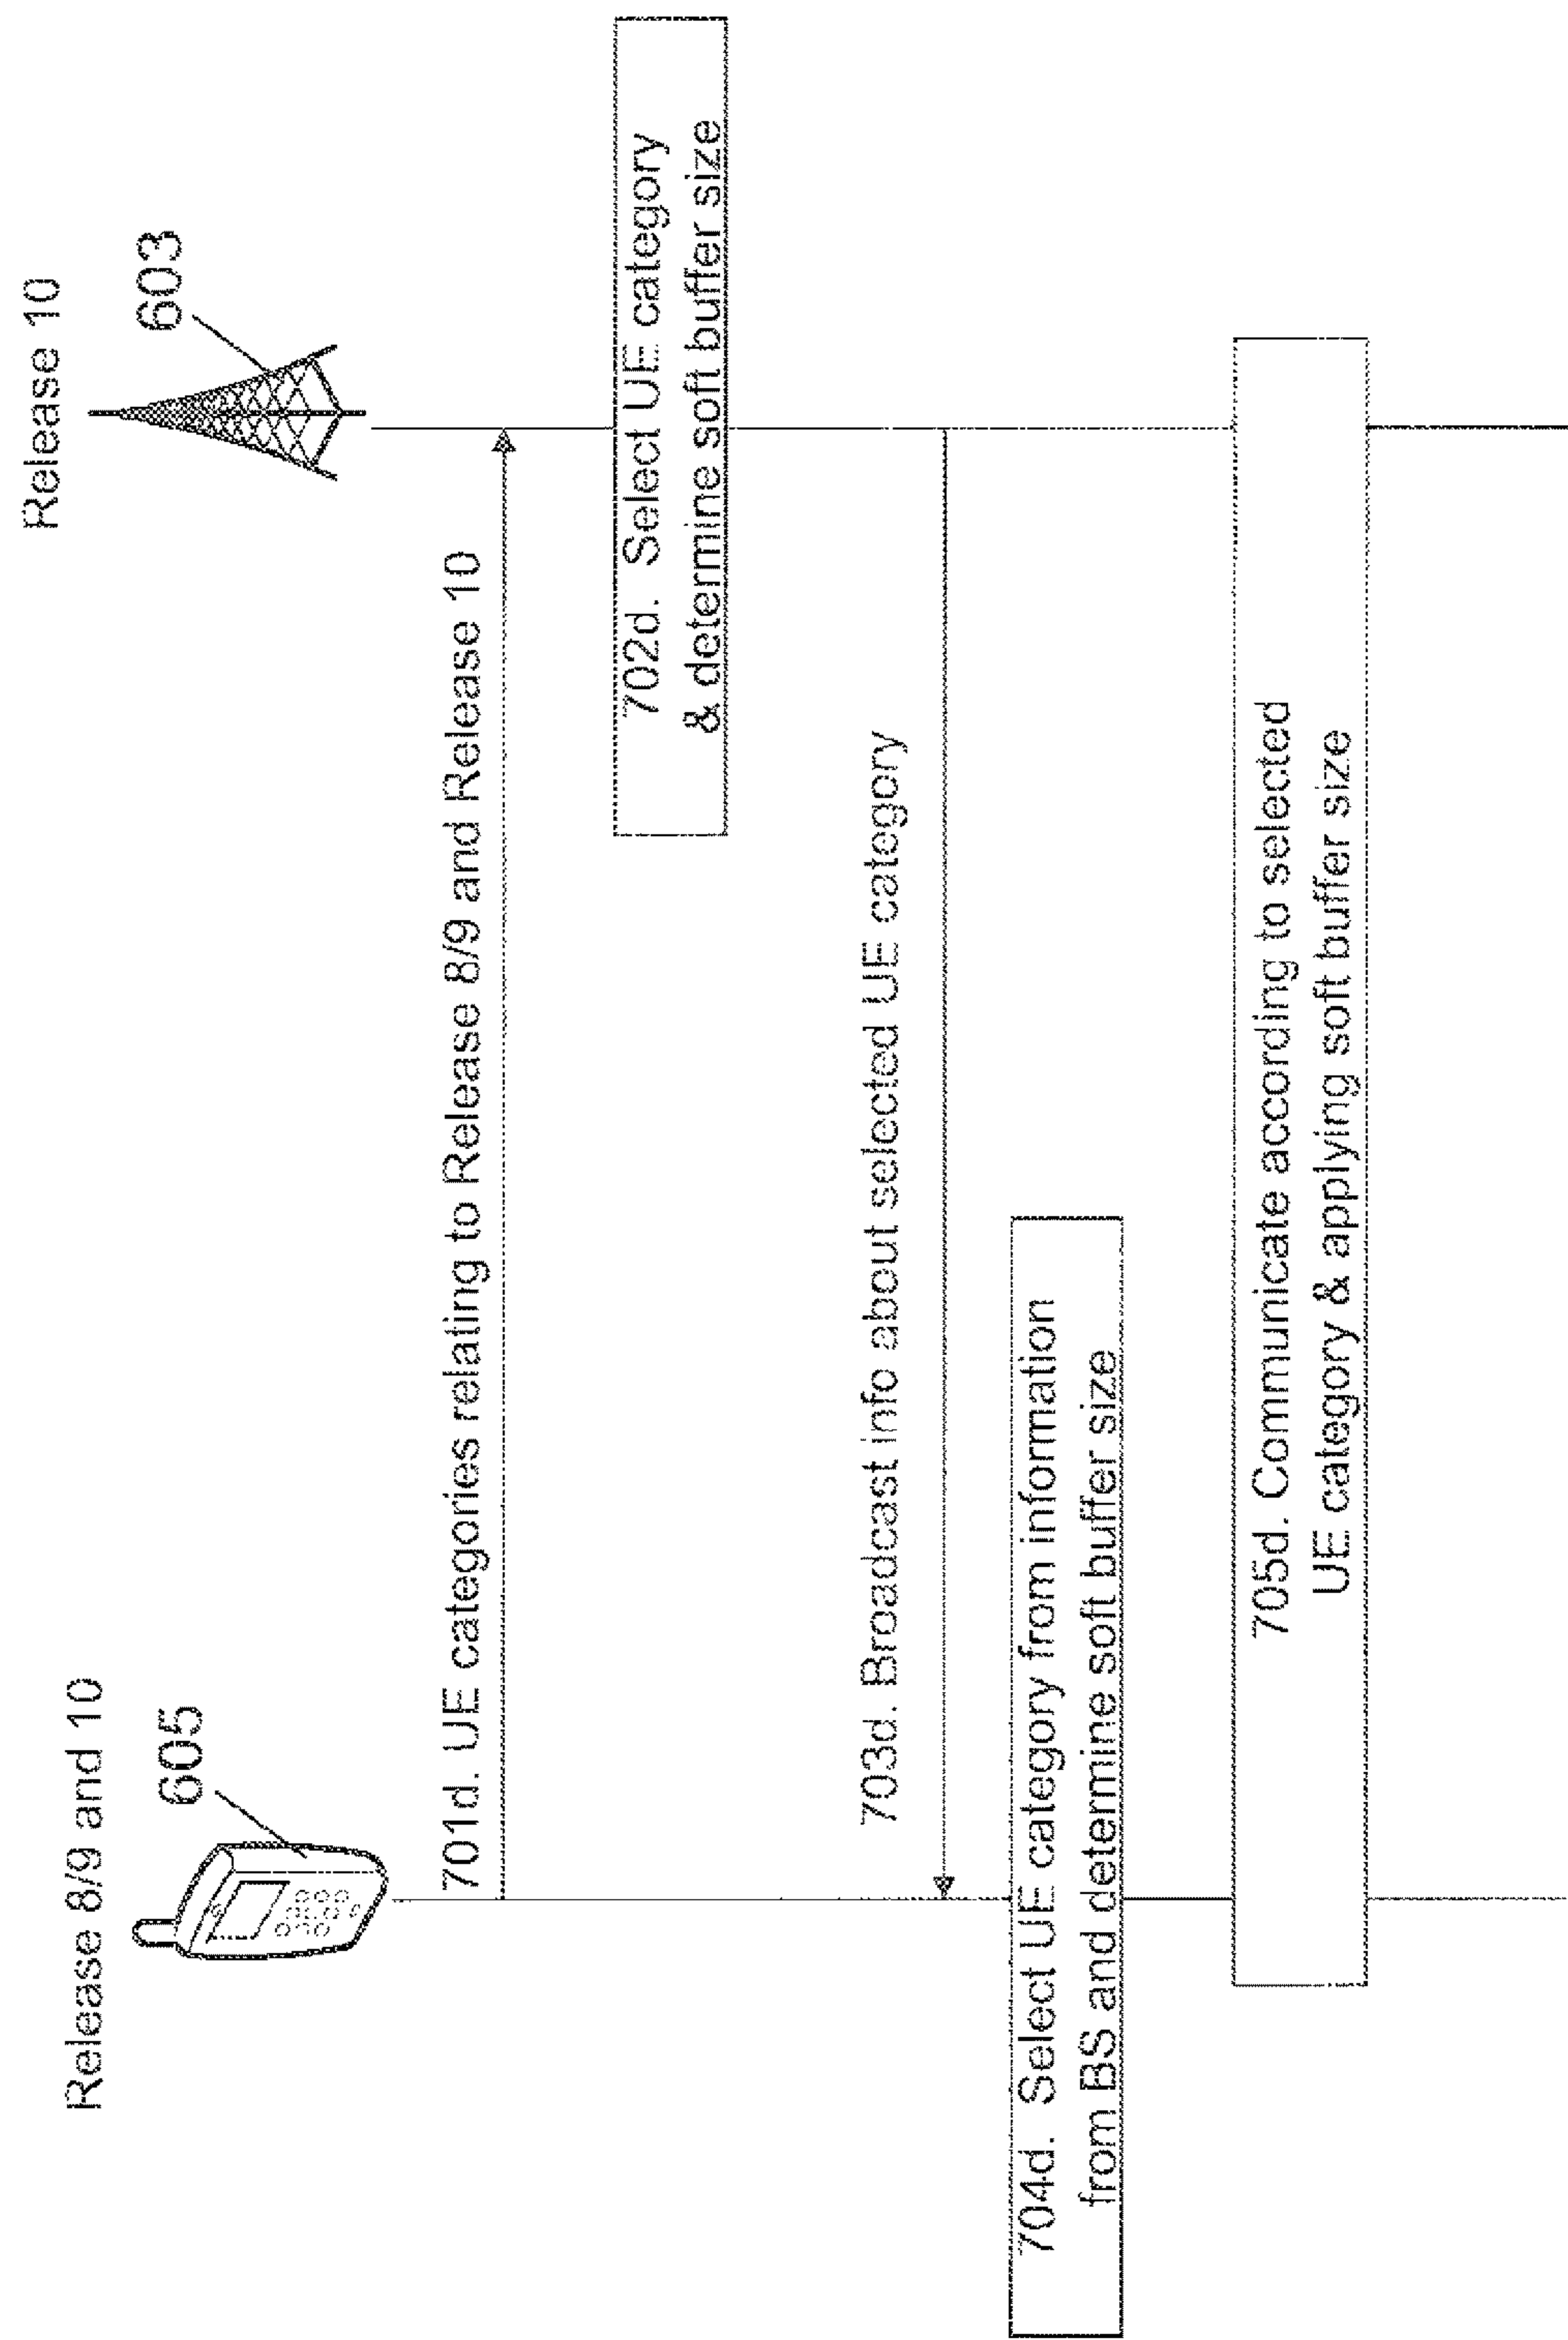 Release 8/9 and 10
Release 10
605
603
701d. UE categories relating to Release 8/9 and Release 10
702d. Select UE category
& determine soft buffer size
703d. Broadcast info about selected UE category
704d. Select UE category from information
from BS and determine soft buffer size
705d. Communicate according to selected
UE category & applying soft buffer size